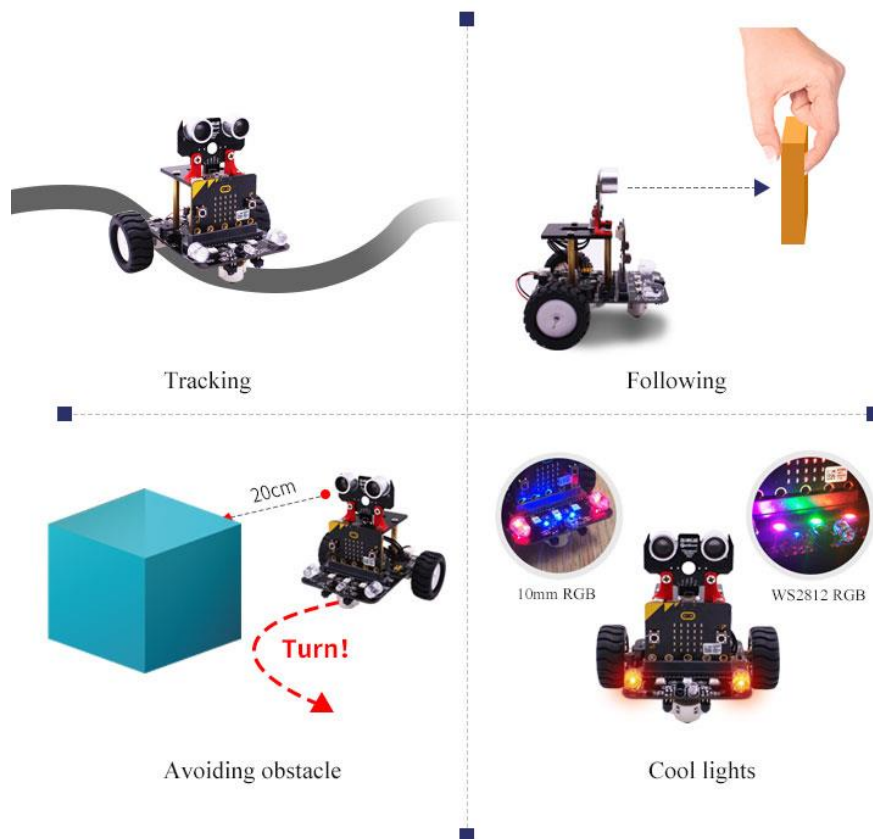 Tracking
Following
20cm
Turn!
Avoiding obstacle
10mm RGB
WS2812 RGB
Cool lights